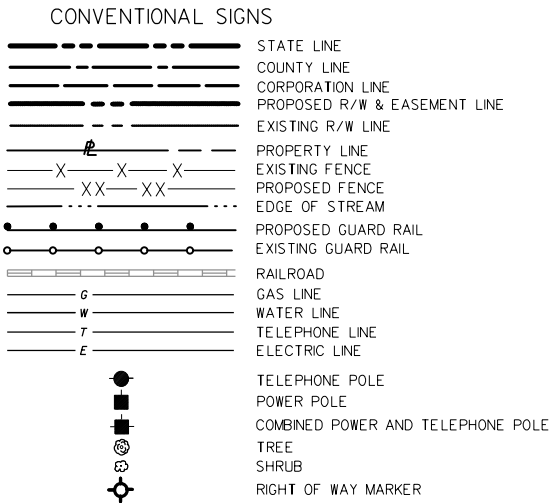 CONVENTIONAL SIGNS
STATE LINE
COUNTY LINE
CORPORATION LINE
PROPOSED R/W & EASEMENT LINE
EXISTING R/W LINE
PL PROPERTY LINE
X X X EXISTING FENCE
XX XX PROPOSED FENCE
EDGE OF STREAM
PROPOSED GUARD RAIL
EXISTING GUARD RAIL
RAILROAD
G GAS LINE
W WATER LINE
T TELEPHONE LINE
E ELECTRIC LINE
TELEPHONE POLE
POWER POLE
COMBINED POWER AND TELEPHONE POLE
TREE
SHRUB
RIGHT OF WAY MARKER